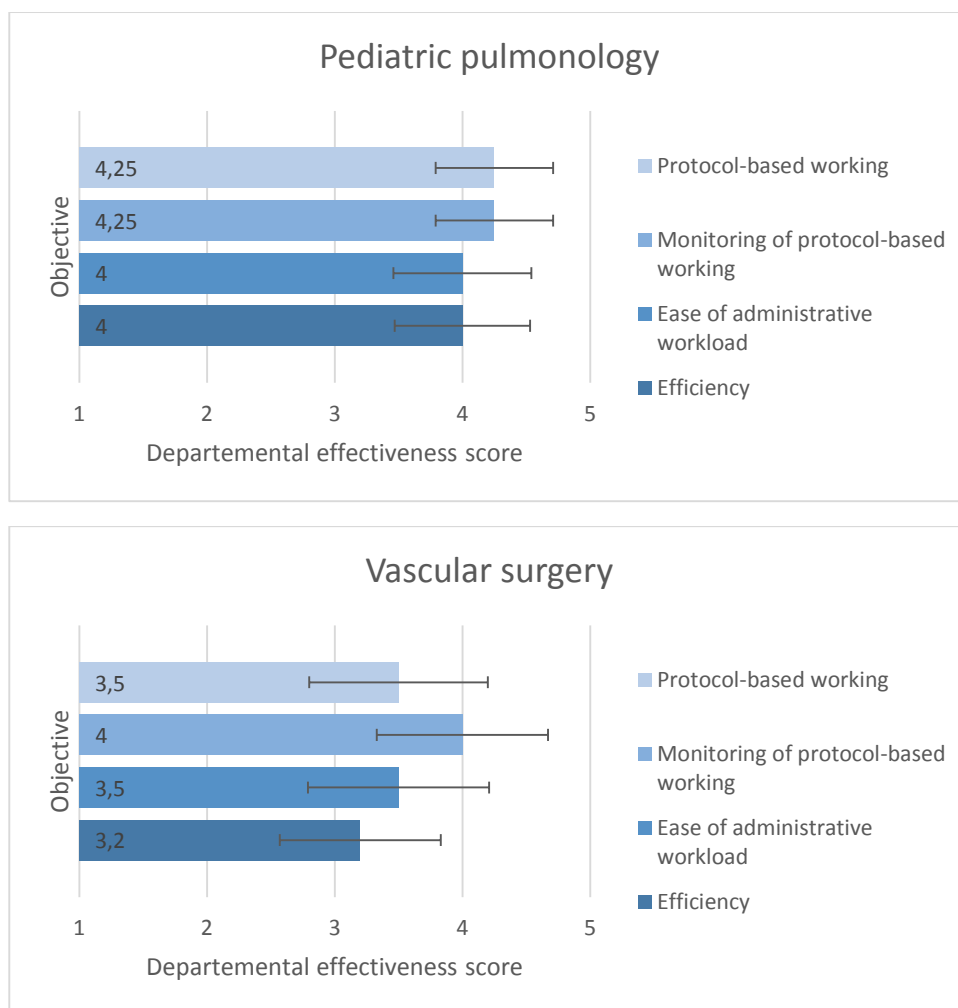 Pediatric pulmonology
Objective
4,25
4,25
4
4
1 2 3 4 5
Departemental effectiveness score
Protocol-based working
Monitoring of protocol-based
working
Ease of administrative
workload
Efficiency
Vascular surgery
Objective
3,5
4
3,5
3,2
1 2 3 4 5
Departemental effectiveness score
Protocol-based working
Monitoring of protocol-based
working
Ease of administrative
workload
Efficiency